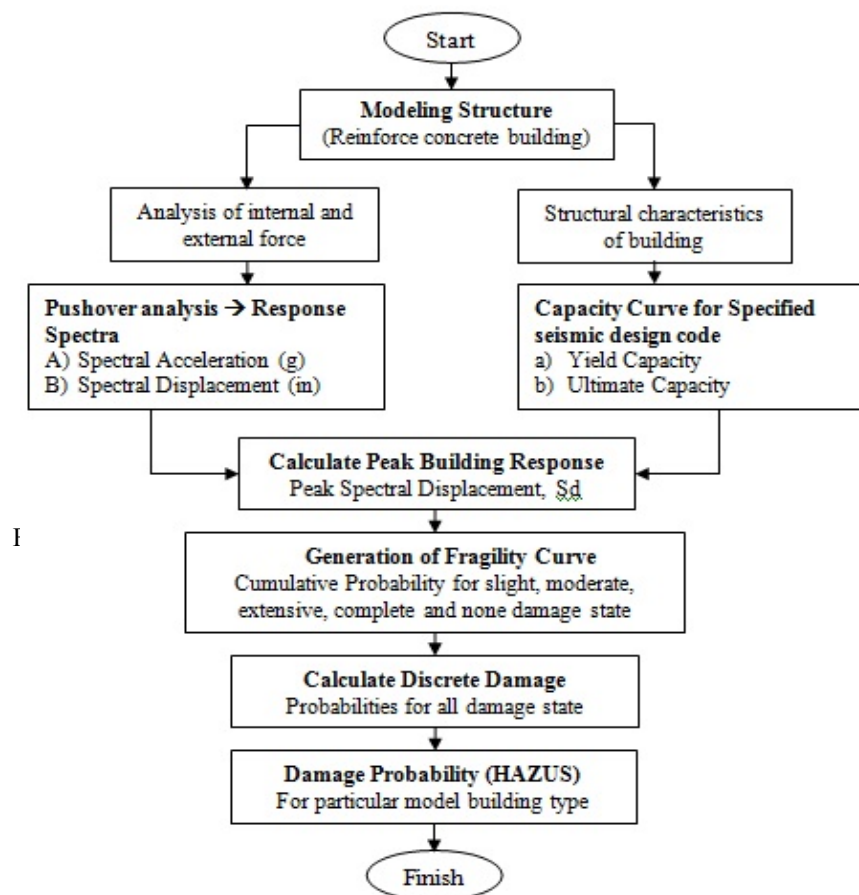 Start
Modeling Structure
(Reinforce concrete building)
Analysis of internal and
external force
Structural characteristics
of building
Pushover analysis → Response
Spectra
A) Spectral Acceleration (g)
B) Spectral Displacement (in)
Capacity Curve for Specified
seismic design code
a) Yield Capacity
b) Ultimate Capacity
Calculate Peak Building Response
Peak Spectral Displacement, Sd
Generation of Fragility Curve
Cumulative Probability for slight, moderate,
extensive, complete and none damage state
Calculate Discrete Damage
Probabilities for all damage state
Damage Probability (HAZUS)
For particular model building type
Finish